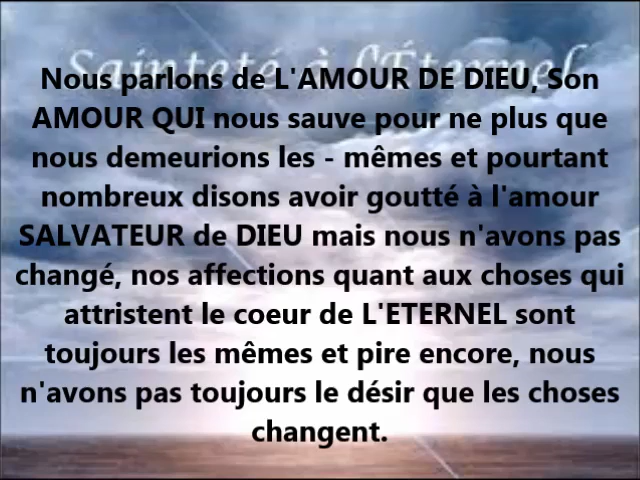 Sainteté à l'Éternel
Nous parlons de L'AMOUR DE DIEU, Son
AMOUR QUI nous sauve pour ne plus que
nous demeurions les - mêmes et pourtant
nombreux disons avoir goutté à l'amour
SALVATEUR de DIEU mais nous n'avons pas
changé, nos affections quant aux choses qui
attristent le coeur de L'ETERNEL sont
toujours les mêmes et pire encore, nous
n'avons pas toujours le désir que les choses
changent.